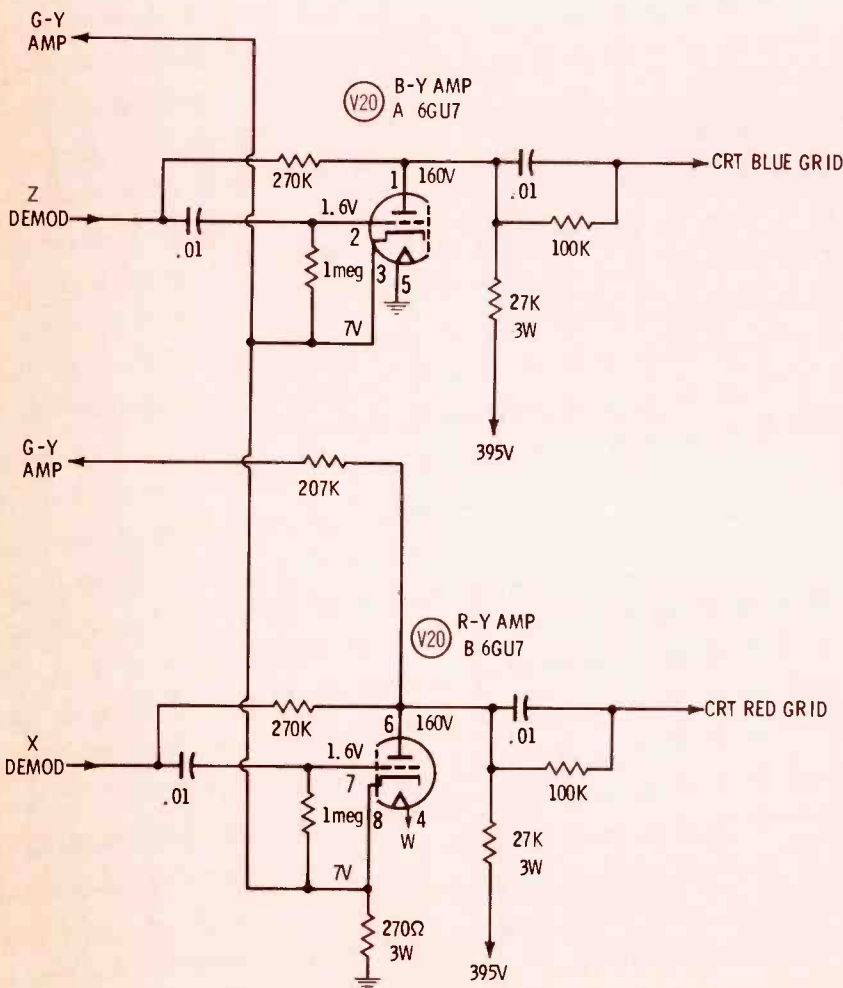 G-Y
AMP
V20
B-Y AMP
A 6GU7
270K
1
160V
.01
CRT BLUE GRID
Z
DEMOD
.01
1.6V
2
100K
1meg
3
5
27K
3W
7V
395V
G-Y
AMP
207K
V20
R-Y AMP
B 6GU7
270K
6
160V
.01
CRT RED GRID
X
DEMOD
.01
1.6V
7
100K
1meg
8
4
W
27K
3W
7V
270Ω
3W
395V